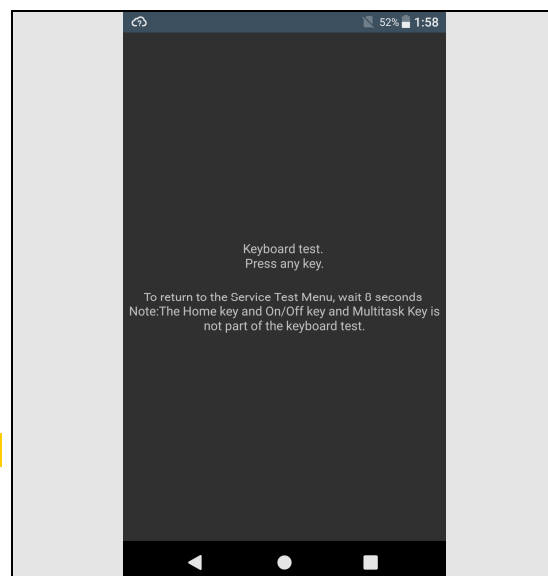 52% 1:58
Keyboard test.
Press any key.
To return to the Service Test Menu, wait 8 seconds
Note:The Home key and On/Off key and Multitask Key is
not part of the keyboard test.